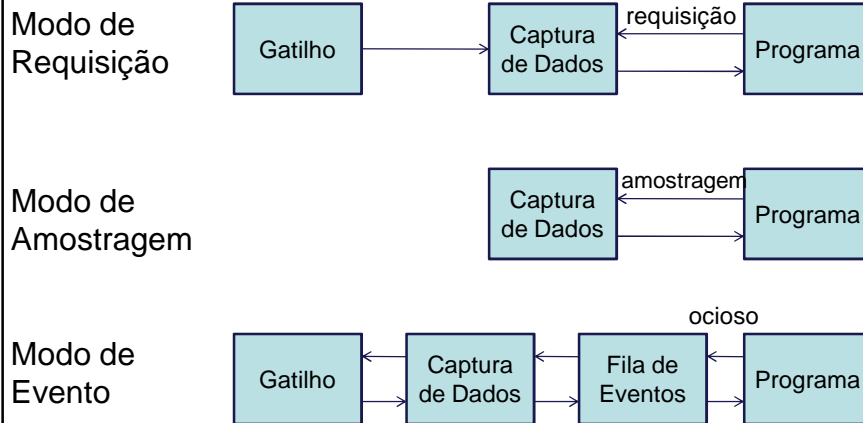 Modo de
Requisição
Gatilho
Captura
de Dados
requisição
Programa
Modo de
Amostragem
Captura
de Dados
amostragem
Programa
Modo de
Evento
Gatilho
Captura
de Dados
Fila de
Eventos
ocioso
Programa